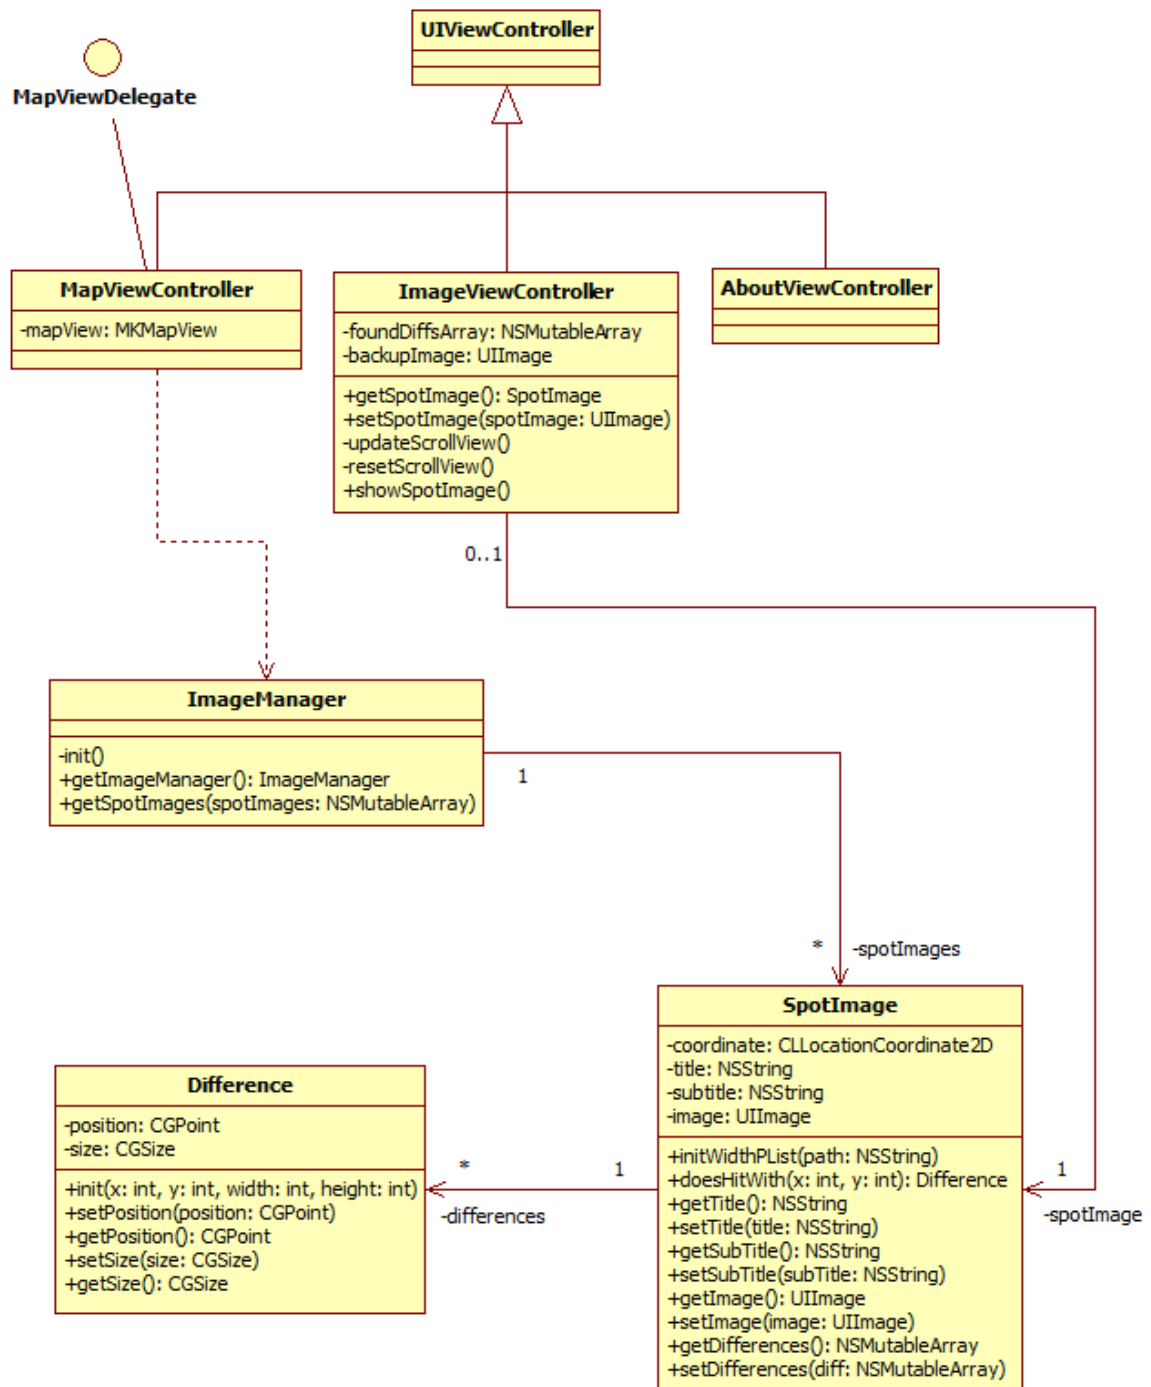 UIViewController
MapViewDelegate
MapViewController
-mapView: MKMapView
ImageViewController
-foundDiffsArray: NSMutableArray
-backupImage: UIImage
+getSpotImage(): SpotImage
+setSpotImage(spotImage: UIImage)
-updateScrollView()
-resetScrollView()
+showSpotImage()
AboutViewController
0..1
ImageManager
-init()
+getImageManager(): ImageManager
+getSpotImages(spotImages: NSMutableArray)
1
* -spotImages
SpotImage
-coordinate: CLLocationCoordinate2D
-title: NSString
-subtitle: NSString
-image: UIImage
+initWidthPList(path: NSString)
+doesHitWith(x: int, y: int): Difference
+getTitle(): NSString
+setTitle(title: NSString)
+getSubTitle(): NSString
+setSubTitle(subTitle: NSString)
+getImage(): UIImage
+setImage(image: UIImage)
+getDifferences(): NSMutableArray
+setDifferences(diff: NSMutableArray)
1
-spotImage
Difference
-position: CGPoint
-size: CGSize
+init(x: int, y: int, width: int, height: int)
+setPosition(position: CGPoint)
+getPosition(): CGPoint
+setSize(size: CGSize)
+getSize(): CGSize
* 1
-differences